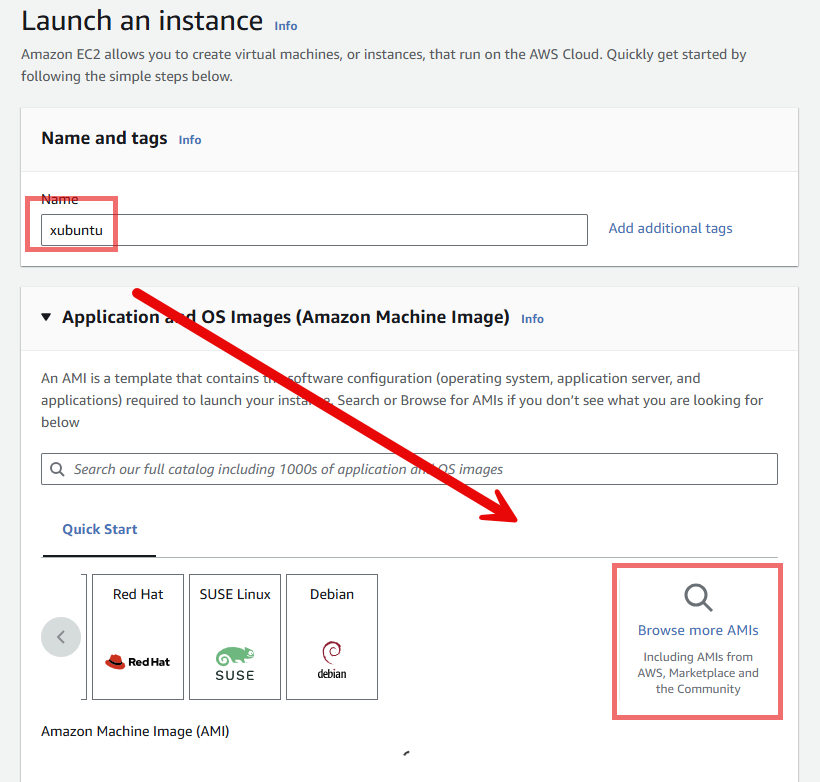 Launch an instance Info
Amazon EC2 allows you to create virtual machines, or instances, that run on the AWS Cloud. Quickly get started by
following the simple steps below.
Name and tags Info
Name
xubuntu
Add additional tags
Application and OS Images (Amazon Machine Image) Info
An AMI is a template that contains the software configuration (operating system, application server, and
applications) required to launch your instance. Search or Browse for AMIs if you don’t see what you are looking for
below
Search our full catalog including 1000s of application and OS images
Quick Start
Red Hat
Red Hat
SUSE Linux
SUSE
Debian
debian
Browse more AMIs
Including AMIs from
AWS, Marketplace and
the Community
Amazon Machine Image (AMI)